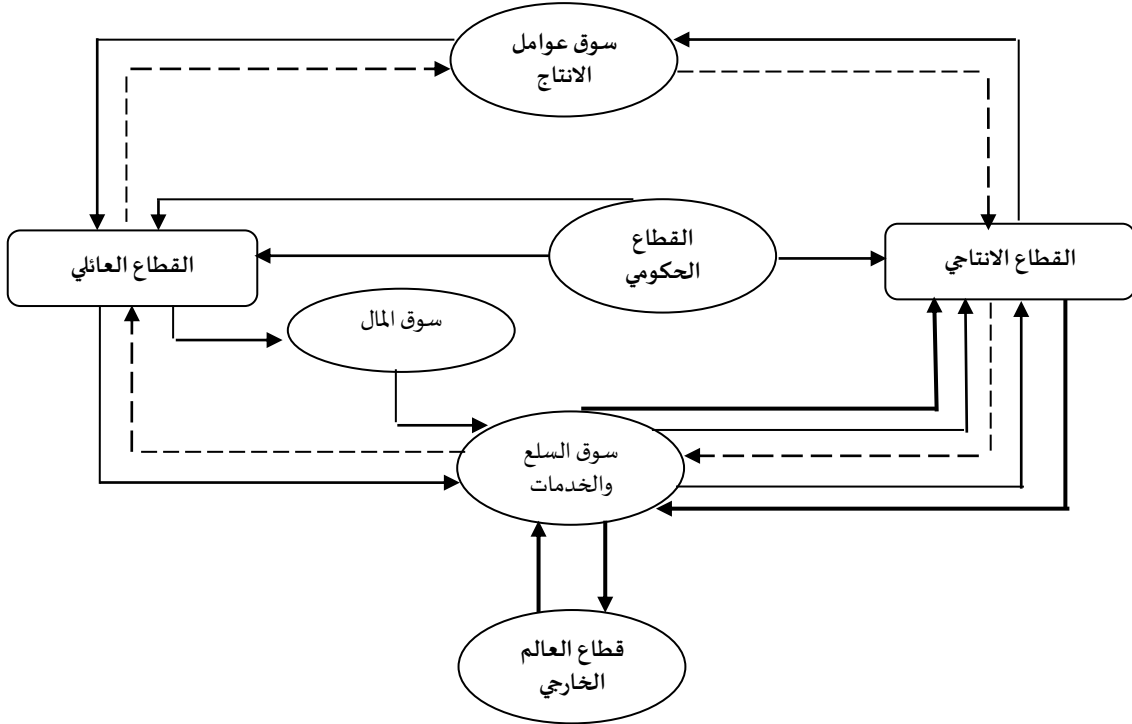 سوق عوامل
الانتاج
القطاع الانتاجي
القطاع
الحكومي
القطاع العائلي
سوق المال
سوق السلع
والخدمات
قطاع العالم
الخارجي